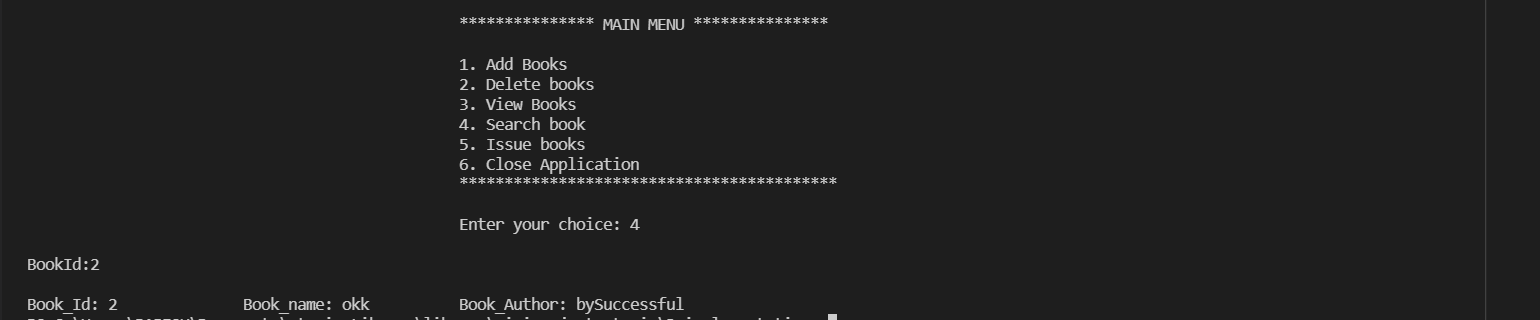 *************** MAIN MENU ***************
1. Add Books
2. Delete books
3. View Books
4. Search book
5. Issue books
6. Close Application
******************************************
Enter your choice: 4
BookId:2
Book_Id: 2 Book_name: okk Book_Author: bySuccessful